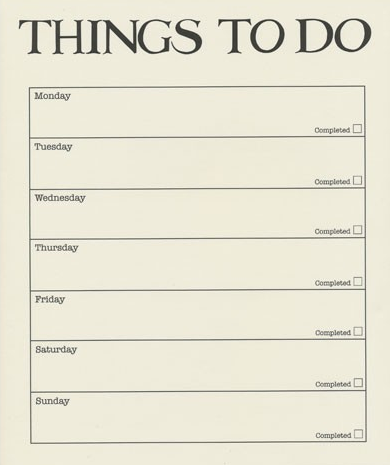 THINGS TO DO
Monday
Completed
Tuesday
Completed
Wednesday
Completed
Thursday
Completed
Friday
Completed
Saturday
Completed
Sunday
Completed